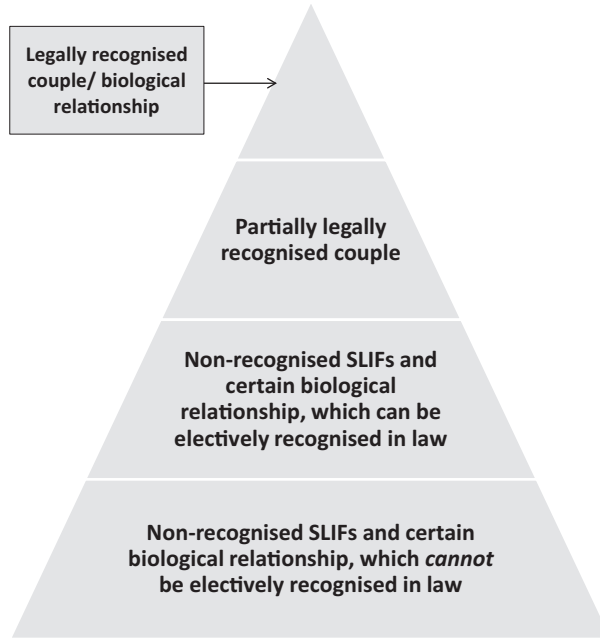 Legally recognised
couple/ biological
relationship
Partially legally
recognised couple
Non-recognised SLIFs and
certain biological
relationship, which can be
electively recognised in law
Non-recognised SLIFs and certain
biological relationship, which cannot
be electively recognised in law